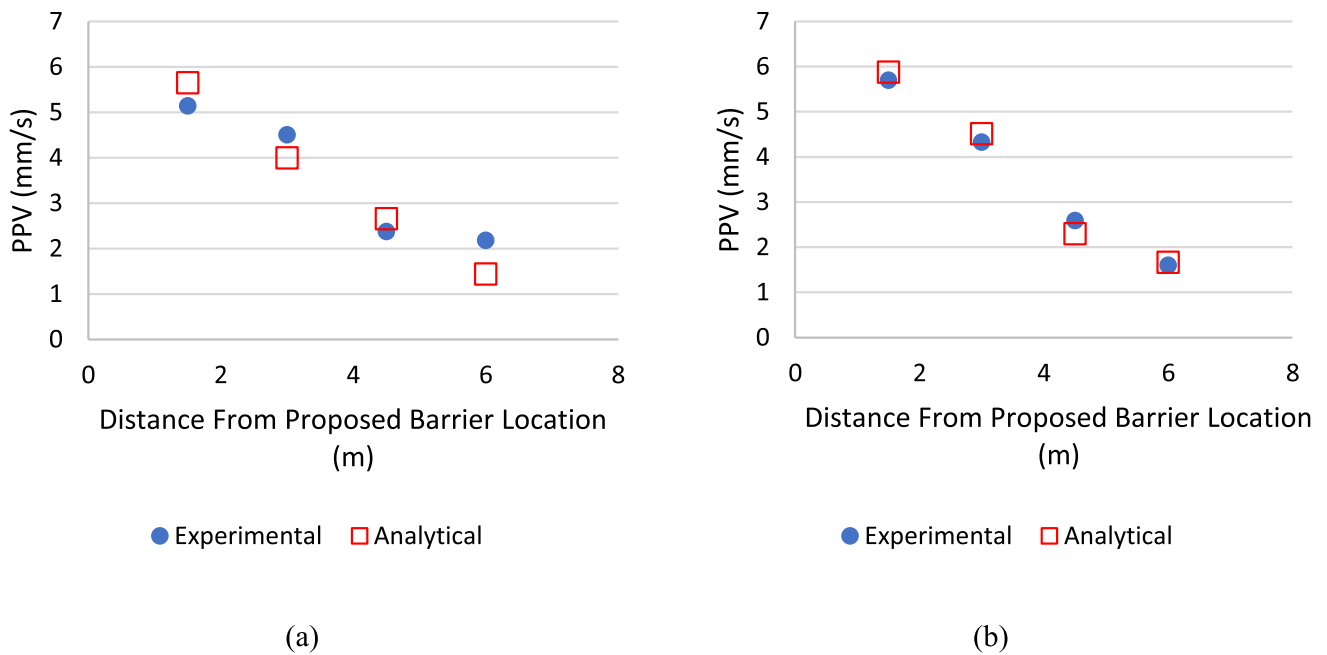 7
6
5
4
3
2
1
0
PPV (mm/s)
0 2 4 6 8
Distance From Proposed Barrier Location
(m)
Experimental Analytical
(a)
7
6
5
4
3
2
1
0
PPV (mm/s)
0 2 4 6 8
Distance From Proposed Barrier Location
(m)
Experimental Analytical
(b)